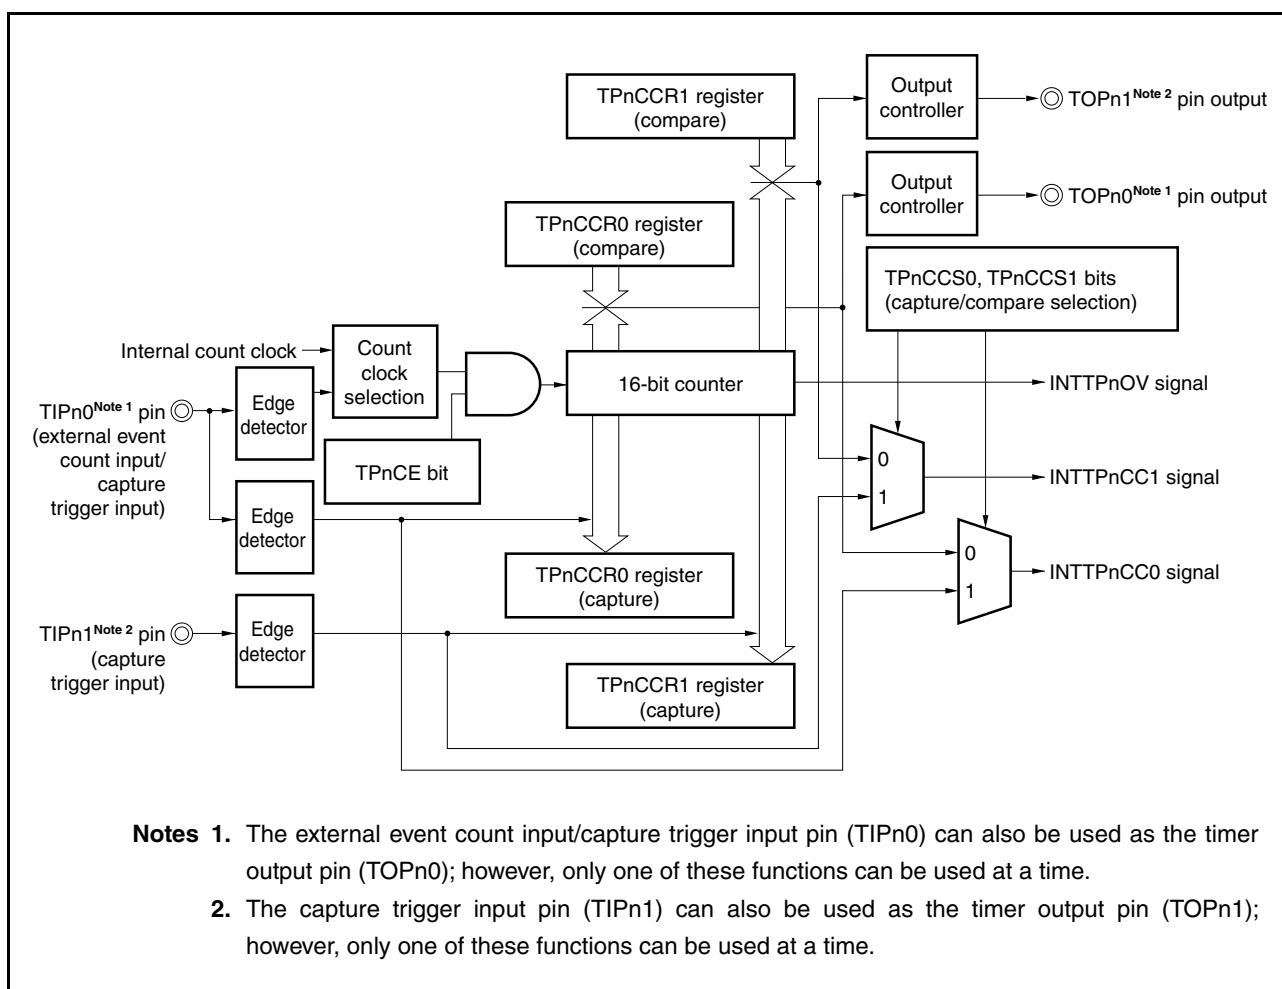 TPnCCR1 register
(compare)
Output
controller
TOPn1Note 2 pin output
Output
controller
TOPn0Note 1 pin output
TPnCCR0 register
(compare)
TPnCCS0, TPnCCS1 bits
(capture/compare selection)
Internal count clock
Count
clock
selection
16-bit counter
INTTPnOV signal
TIPn0Note 1 pin
(external event
count input/
capture
trigger input)
Edge
detector
TPnCE bit
0
1
INTTPnCC1 signal
Edge
detector
0
1
INTTPnCC0 signal
TPnCCR0 register
(capture)
TIPn1Note 2 pin
(capture
trigger input)
Edge
detector
TPnCCR1 register
(capture)
Notes 1. The external event count input/capture trigger input pin (TIPn0) can also be used as the timer
output pin (TOPn0); however, only one of these functions can be used at a time.
2. The capture trigger input pin (TIPn1) can also be used as the timer output pin (TOPn1);
however, only one of these functions can be used at a time.